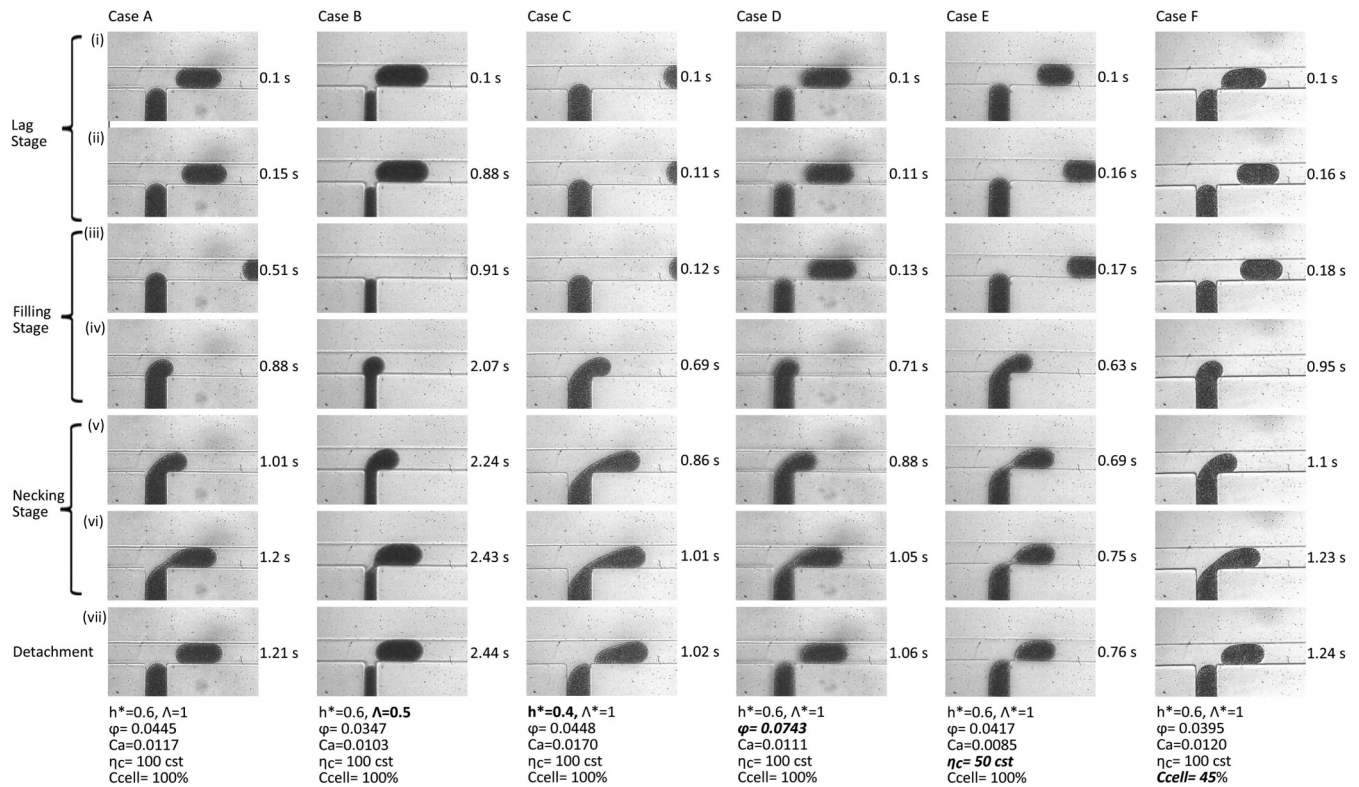 Case A Case B Case C Case D Case E Case F
Lag
Stage
(i) 0.1 s 0.1 s 0.1 s 0.1 s 0.1 s 0.1 s
(ii) 0.15 s 0.88 s 0.11 s 0.11 s 0.16 s 0.16 s
Filling
Stage
(iii) 0.51 s 0.91 s 0.12 s 0.13 s 0.17 s 0.18 s
(iv) 0.88 s 2.07 s 0.69 s 0.71 s 0.63 s 0.95 s
Necking
Stage
(v) 1.01 s 2.24 s 0.86 s 0.88 s 0.69 s 1.1 s
(vi) 1.2 s 2.43 s 1.01 s 1.05 s 0.75 s 1.23 s
(vii)
Detachment 1.21 s 2.44 s 1.02 s 1.06 s 0.76 s 1.24 s
h*=0.6, Λ=1 h*=0.6, Λ=0.5 h*=0.4, Λ*=1 h*=0.6, Λ*=1 h*=0.6, Λ*=1 h*=0.6, Λ*=1
φ= 0.0445 φ= 0.0347 φ= 0.0448 φ= 0.0743 φ= 0.0417 φ= 0.0395
Ca=0.0117 Ca=0.0103 Ca=0.0170 Ca=0.0111 Ca=0.0085 Ca=0.0120
ηc= 100 cst ηc= 100 cst ηc= 100 cst ηc= 100 cst ηc= 50 cst ηc= 100 cst
Ccell= 100% Ccell= 100% Ccell= 100% Ccell= 100% Ccell= 100% Ccell= 45%